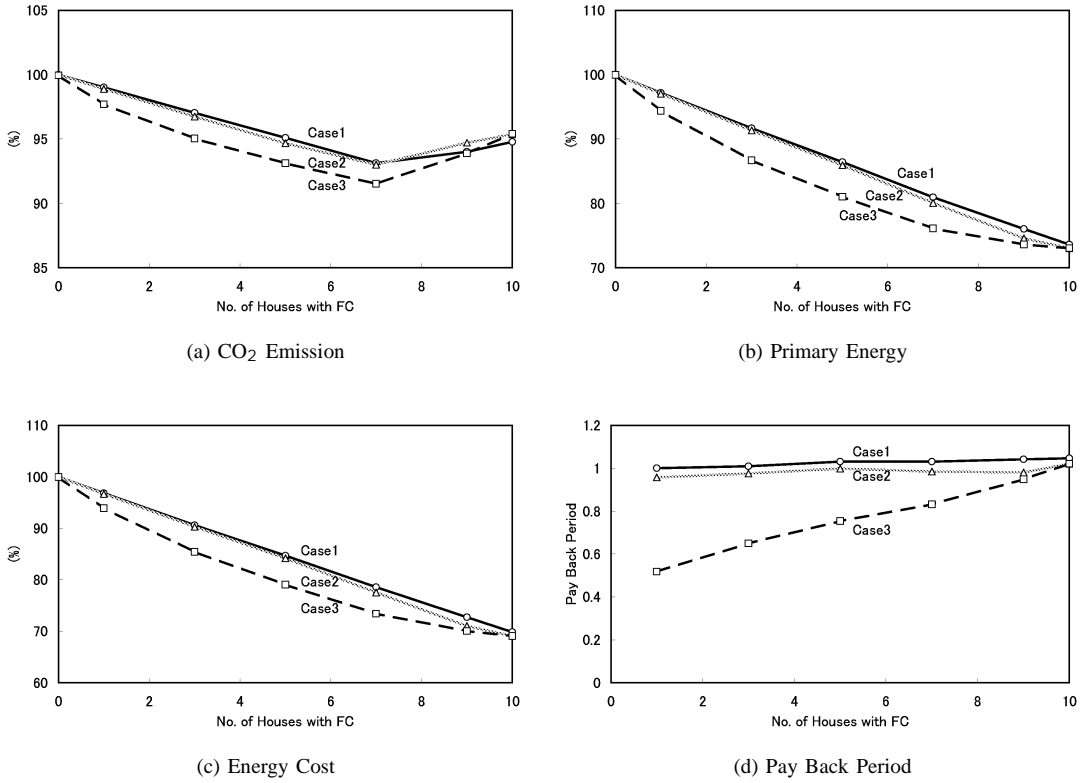 105
100
95
90
85
(%)
Case1
Case2
Case3
0 2 4 6 8 10
No. of Houses with FC
(a) CO₂ Emission
110
100
90
80
70
(%)
Case1
Case2
Case3
0 2 4 6 8 10
No. of Houses with FC
(b) Primary Energy
110
100
90
80
70
60
(%)
Case1
Case2
Case3
0 2 4 6 8 10
No. of Houses with FC
(c) Energy Cost
1.2
1
0.8
0.6
0.4
0.2
0
Pay Back Period
Case1
Case2
Case3
0 2 4 6 8 10
No. of Houses with FC
(d) Pay Back Period